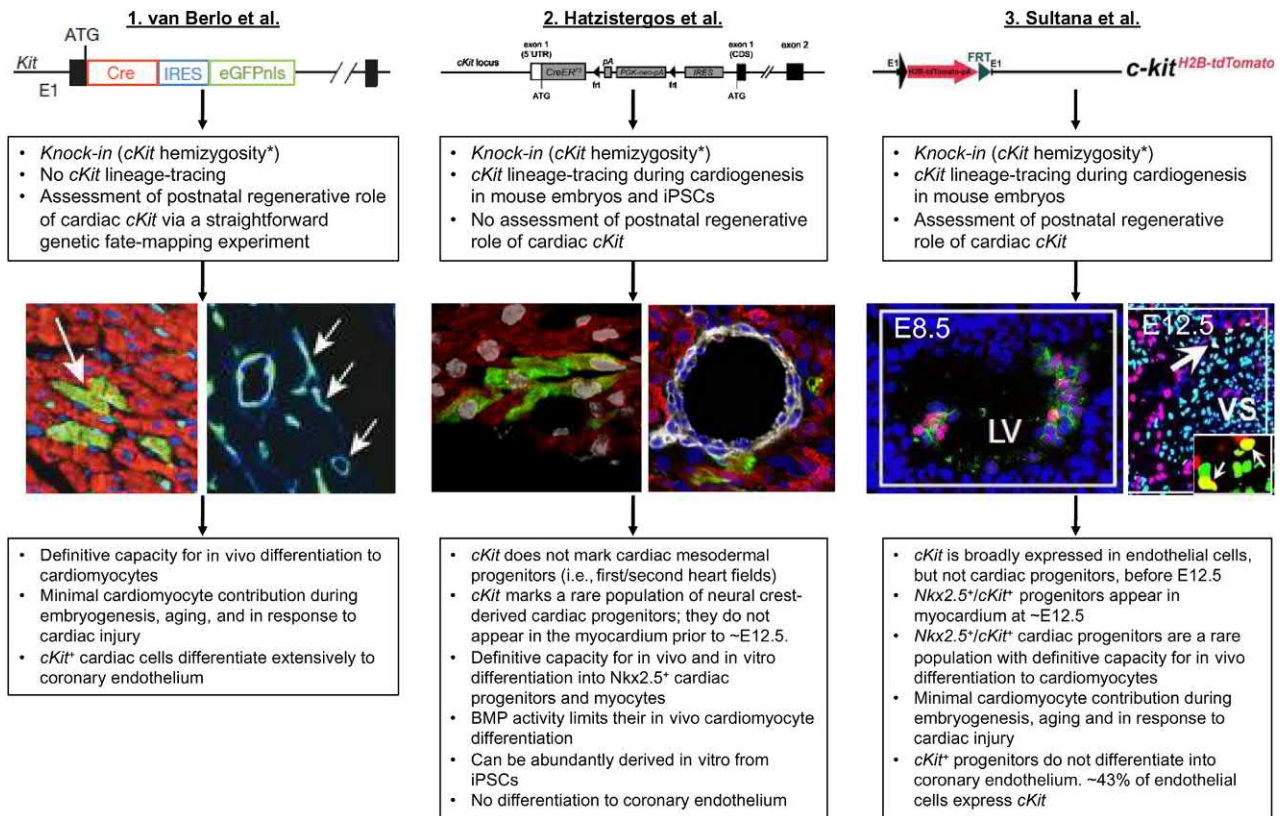 1. van Berlo et al.
ATG
Kit
Cre
IRES
eGFPnls
E1
• Knock-in (cKit hemizygosity*)
• No cKit lineage-tracing
• Assessment of postnatal regenerative role
of cardiac cKit via a straightforward
genetic fate-mapping experiment
• Definitive capacity for in vivo differentiation to
cardiomyocytes
• Minimal cardiomyocyte contribution during
embryogenesis, aging, and in response to
cardiac injury
• cKit⁺ cardiac cells differentiate extensively to
coronary endothelium
2. Hatzistergos et al.
exon 1
(5'UTR)
exon 1
(CDS)
exon 2
cKit locus
CreERT2
pA
PGK-neo-pA
IRES
frt
frt
ATG
ATG
• Knock-in (cKit hemizygosity*)
• cKit lineage-tracing during cardiogenesis
in mouse embryos and iPSCs
• No assessment of postnatal regenerative
role of cardiac cKit
• cKit does not mark cardiac mesodermal
progenitors (i.e., first/second heart fields)
• cKit marks a rare population of neural crest-
derived cardiac progenitors; they do not
appear in the myocardium prior to ~E12.5.
• Definitive capacity for in vivo and in vitro
differentiation into Nkx2.5⁺ cardiac
progenitors and myocytes
• BMP activity limits their in vivo cardiomyocyte
differentiation
• Can be abundantly derived in vitro from
iPSCs
• No differentiation to coronary endothelium
3. Sultana et al.
E1
H2B-tdTomato-pA
FRT
E1
c-kit H2B-tdTomato
• Knock-in (cKit hemizygosity*)
• cKit lineage-tracing during cardiogenesis
in mouse embryos
• Assessment of postnatal regenerative
role of cardiac cKit
E8.5
LV
E12.5
VS
• cKit is broadly expressed in endothelial cells,
but not cardiac progenitors, before E12.5
• Nkx2.5⁺/cKit⁺ progenitors appear in
myocardium at ~E12.5
• Nkx2.5⁺/cKit⁺ cardiac progenitors are a rare
population with definitive capacity for in vivo
differentiation to cardiomyocytes
• Minimal cardiomyocyte contribution during
embryogenesis, aging and in response to
cardiac injury
• cKit⁺ progenitors do not differentiate into
coronary endothelium. ~43% of endothelial
cells express cKit